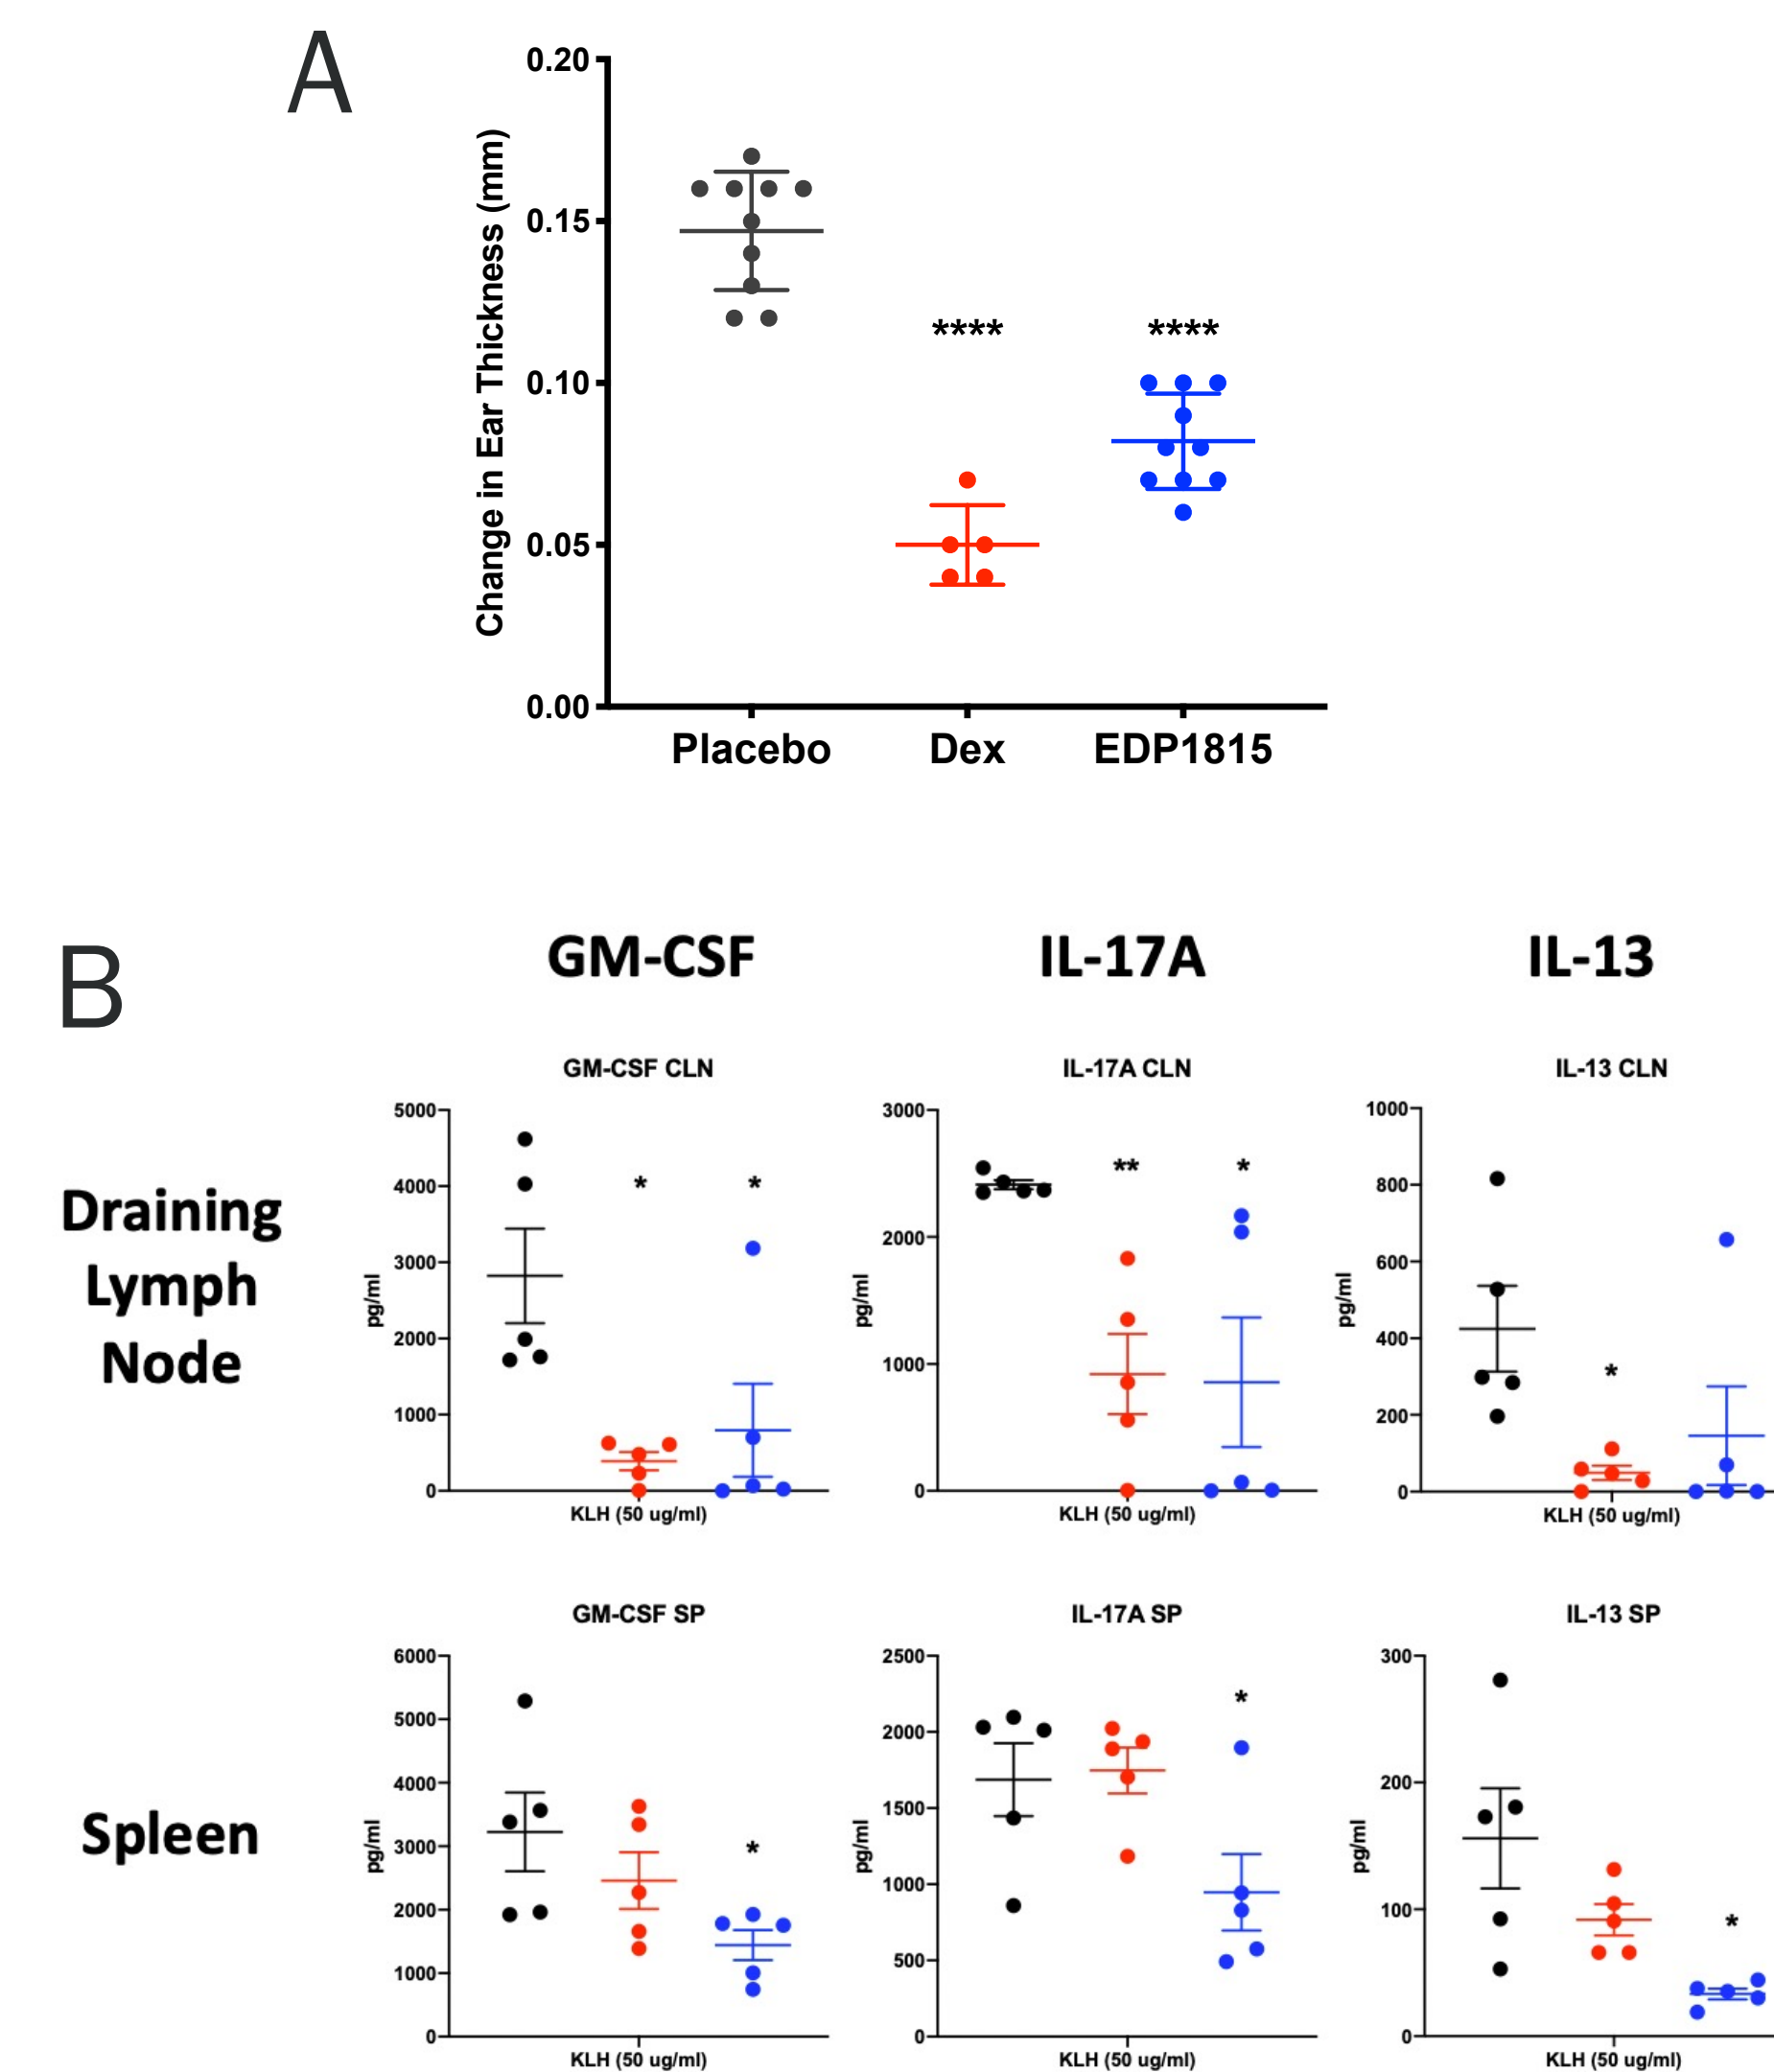 A
0.20
0.15
0.10
0.05
0.00
Change in Ear Thickness (mm)
****
****
Placebo Dex EDP1815
B
GM-CSF IL-17A IL-13
Draining
Lymph
Node
GM-CSF CLN
5000
4000
3000
2000
1000
0
pg/ml
*
*
KLH (50 ug/ml)
IL-17A CLN
3000
2000
1000
0
pg/ml
**
*
KLH (50 ug/ml)
IL-13 CLN
1000
800
600
400
200
0
pg/ml
*
KLH (50 ug/ml)
Spleen
GM-CSF SP
6000
5000
4000
3000
2000
1000
0
pg/ml
*
KLH (50 ug/ml)
IL-17A SP
2500
2000
1500
1000
500
0
pg/ml
*
KLH (50 ug/ml)
IL-13 SP
300
200
100
0
pg/ml
*
KLH (50 ug/ml)